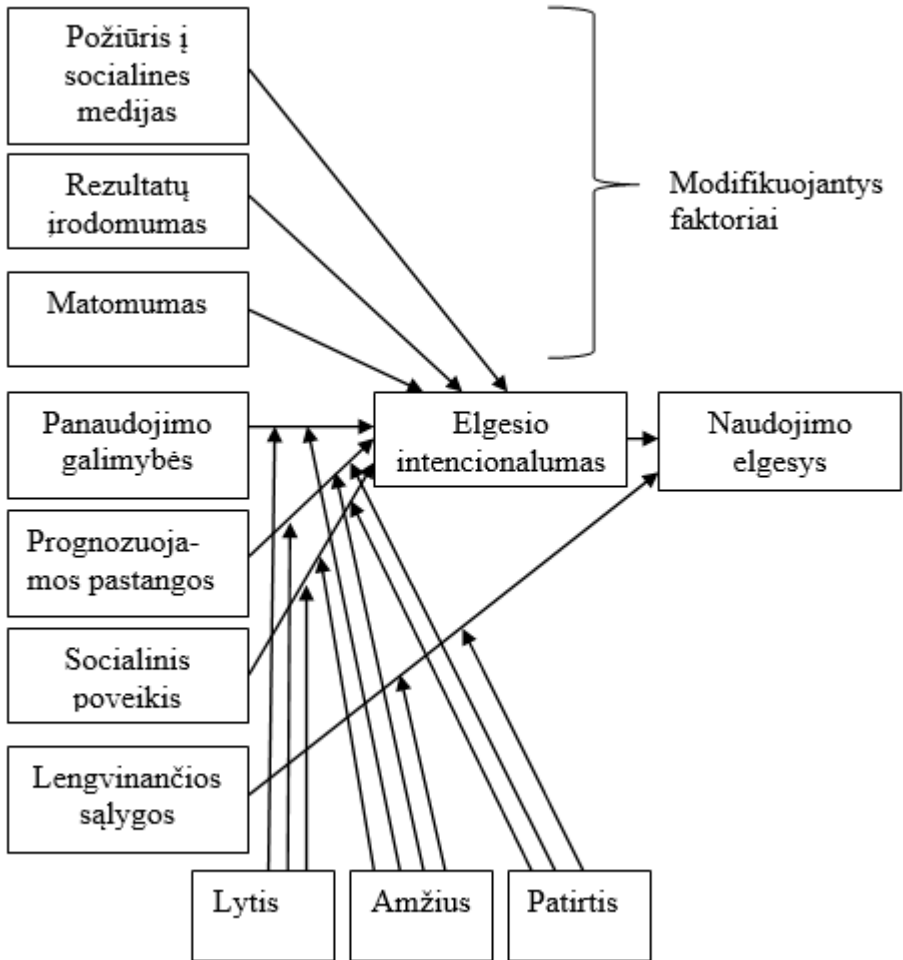 Požiūris į
socialines
medijas
Rezultatų
įrodomumas
Modifikuojantys
faktoriai
Matomumas
Panaudojimo
galimybės
Elgesio
intencionalumas
Naudojimo
elgesys
Prognozuoja-
mos pastangos
Socialinis
poveikis
Lengvinančios
sąlygos
Lytis
Amžius
Patirtis